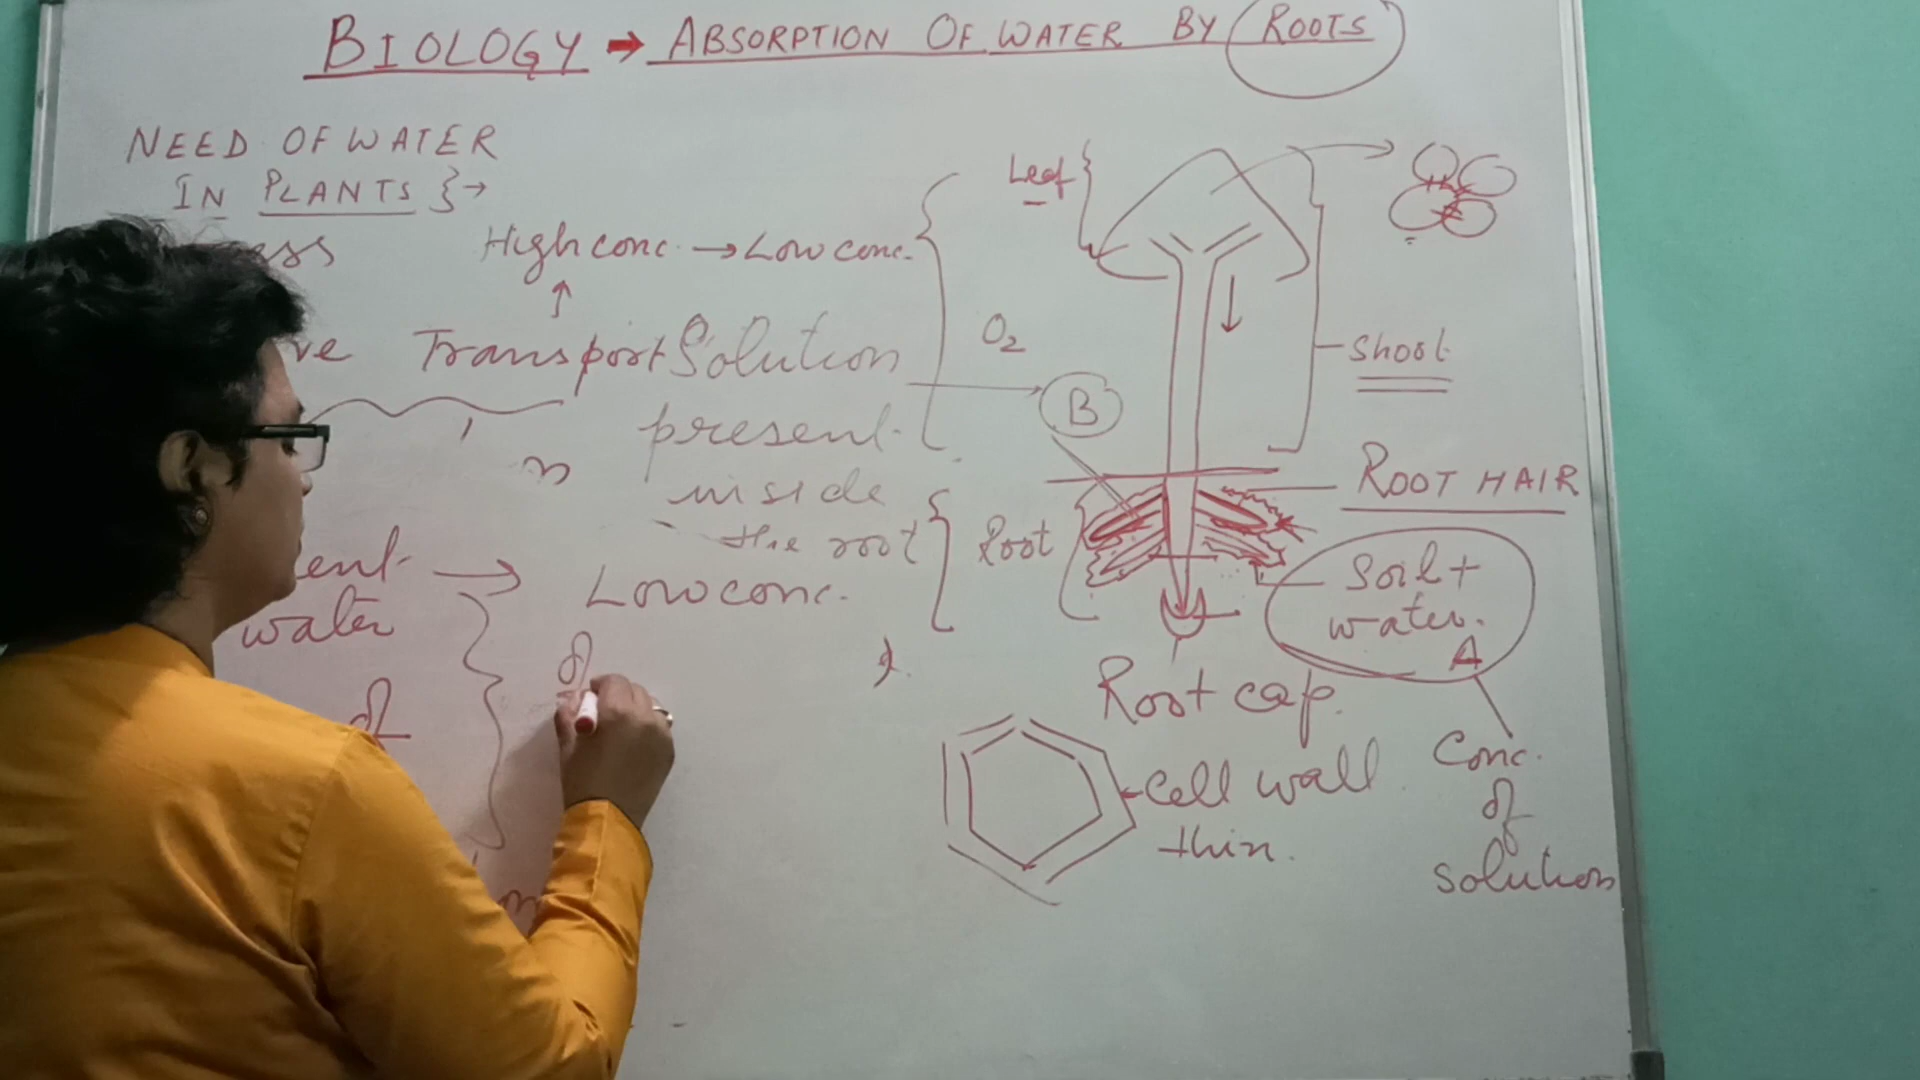 BIOLOGY → ABSORPTION OF WATER BY ROOTS
NEED OF WATER
IN PLANTS } →
High conc. → Low conc.
↑
Transport
Solution
present
inside
the root
water
→ Low conc.
of
of
O2
B
Leaf
Shoot
ROOT HAIR
Root
Soil +
water.
A
Root cap.
Cell wall
thin.
Conc.
of
solution